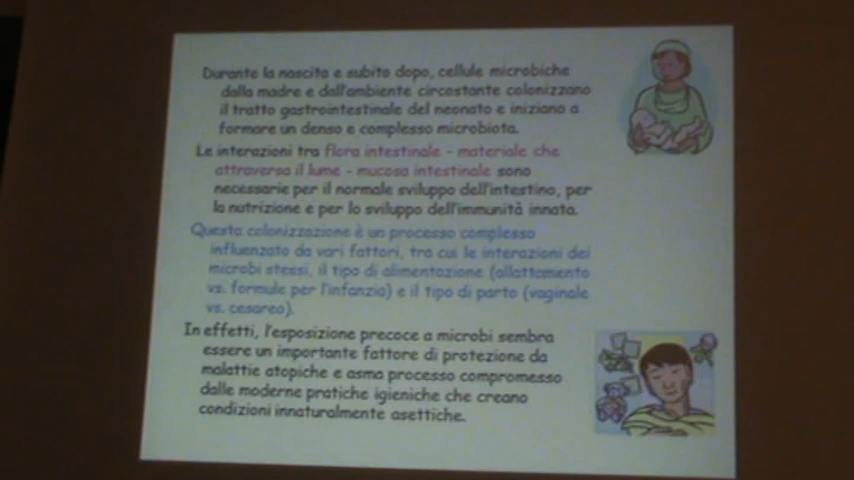 Durante la nascita e subito dopo, cellule microbiche
dalla madre e dall'ambiente circostante colonizzano
il tratto gastrointestinale del neonato e iniziano a
formare un denso e complesso microbiota.
Le interazioni tra flora intestinale - materiale che
attraversa il lume - mucosa intestinale sono
necessarie per il normale sviluppo dell'intestino, per
la nutrizione e per lo sviluppo dell'immunità innata.
Questa colonizzazione è un processo complesso
influenzato da vari fattori, tra cui le interazioni dei
microbi stessi, il tipo di alimentazione (allattamento
vs. formule per l'infanzia) e il tipo di parto (vaginale
vs. cesareo).
In effetti, l'esposizione precoce a microbi sembra
essere un importante fattore di protezione da
malattie atopiche e asma processo compromesso
dalle moderne pratiche igieniche che creano
condizioni innaturalmente asettiche.